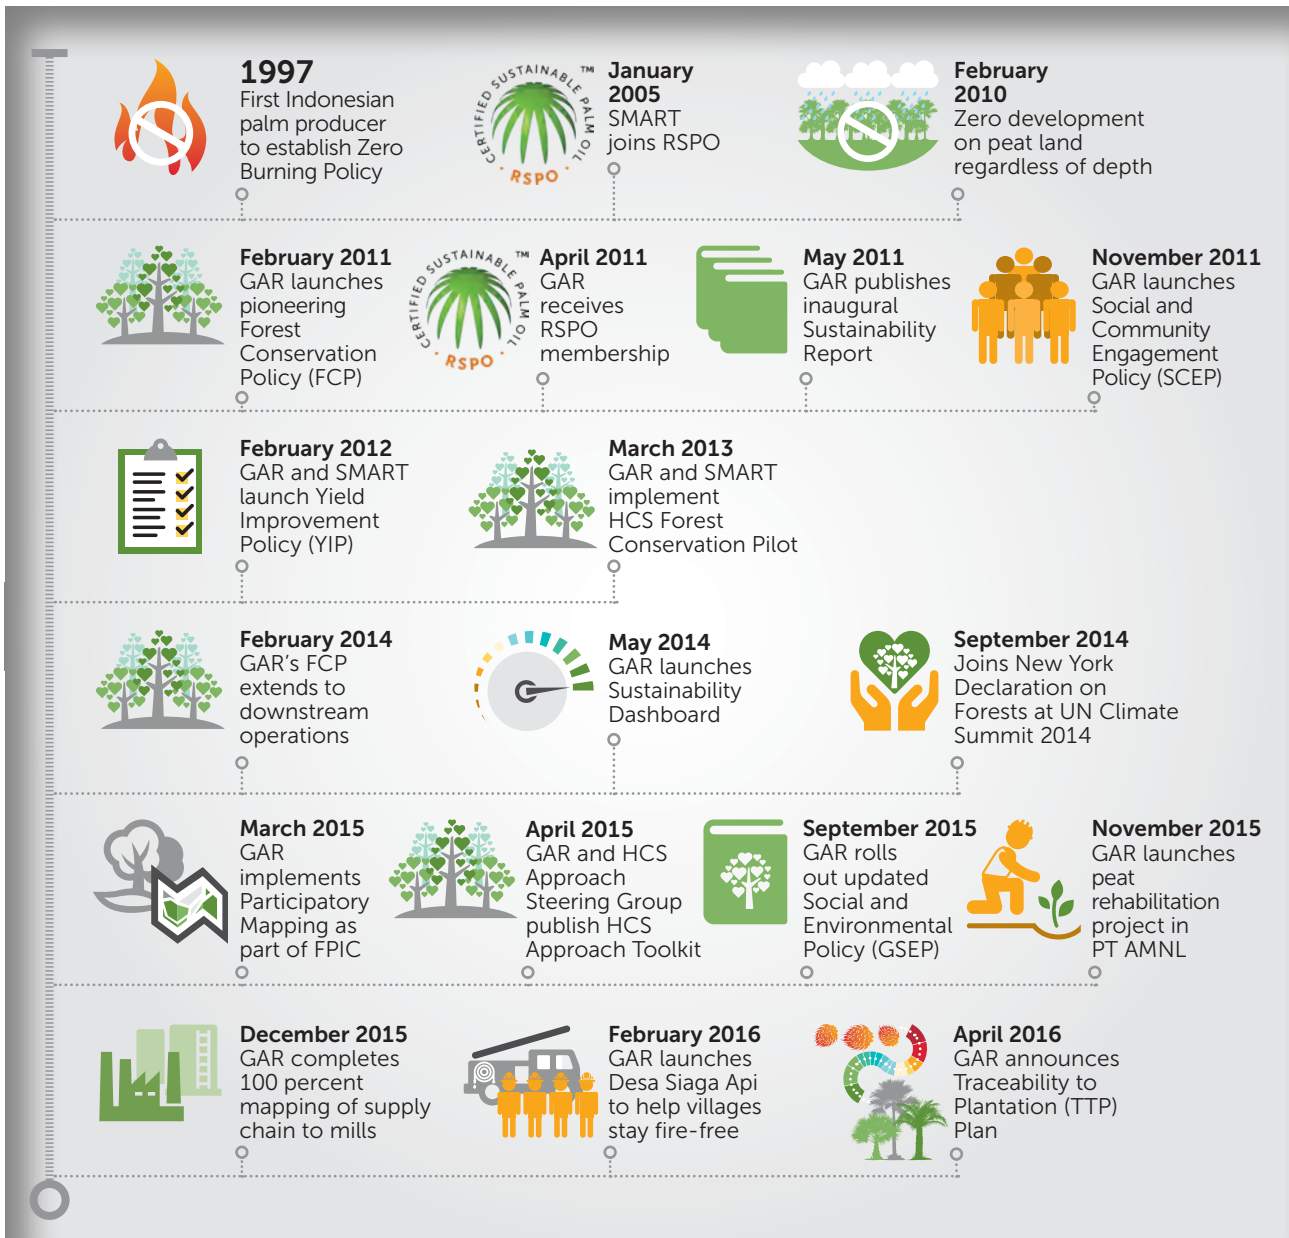 1997
First Indonesian
palm producer
to establish Zero
Burning Policy
CERTIFIED SUSTAINABLE PALM OIL
TM
· RSPO ·
January
2005
SMART
joins RSPO
February
2010
Zero development
on peat land
regardless of depth
February 2011
GAR launches
pioneering
Forest
Conservation
Policy (FCP)
CERTIFIED SUSTAINABLE PALM OIL
TM
· RSPO ·
April 2011
GAR
receives
RSPO
membership
May 2011
GAR publishes
inaugural
Sustainability
Report
November 2011
GAR launches
Social and
Community
Engagement
Policy (SCEP)
February 2012
GAR and SMART
launch Yield
Improvement
Policy (YIP)
March 2013
GAR and SMART
implement
HCS Forest
Conservation Pilot
February 2014
GAR’s FCP
extends to
downstream
operations
May 2014
GAR launches
Sustainability
Dashboard
September 2014
Joins New York
Declaration on
Forests at UN Climate
Summit 2014
March 2015
GAR
implements
Participatory
Mapping as
part of FPIC
April 2015
GAR and HCS
Approach
Steering Group
publish HCS
Approach Toolkit
September 2015
GAR rolls
out updated
Social and
Environmental
Policy (GSEP)
November 2015
GAR launches
peat
rehabilitation
project in
PT AMNL
December 2015
GAR completes
100 percent
mapping of supply
chain to mills
February 2016
GAR launches
Desa Siaga Api
to help villages
stay fire-free
April 2016
GAR announces
Traceability to
Plantation (TTP)
Plan